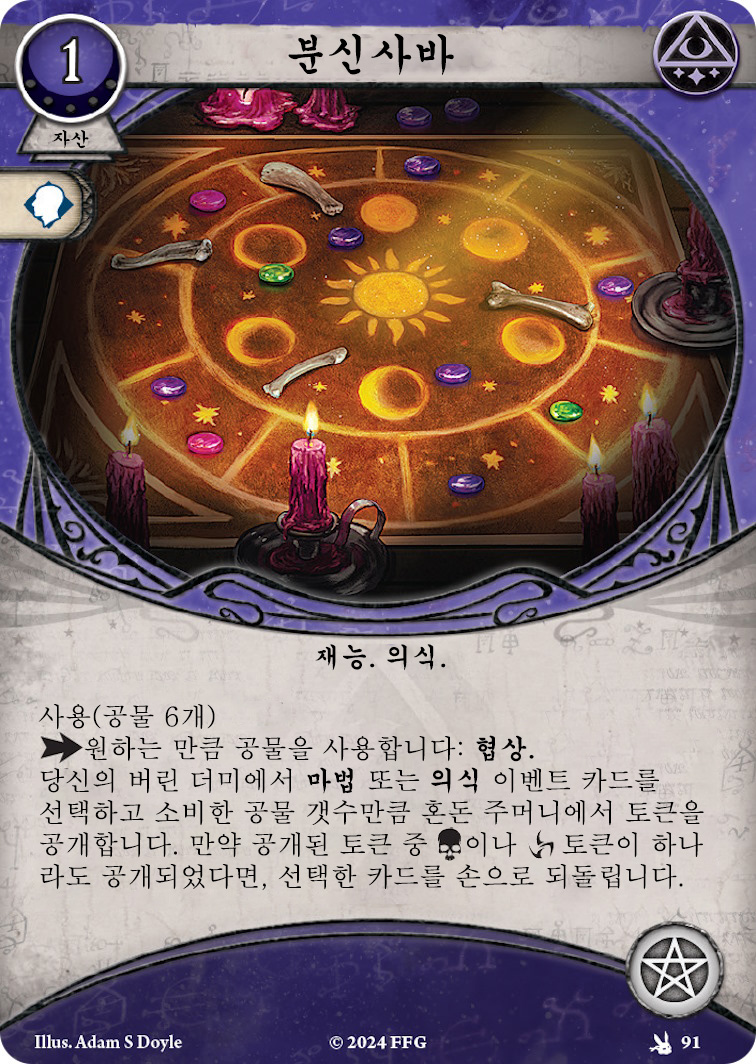 1
분신사바
자산
재능. 의식.
사용(공물 6개)
원하는 만큼 공물을 사용합니다: 협상.
당신의 버린 더미에서 마법 또는 의식 이벤트 카드를
선택하고 소비한 공물 갯수만큼 혼돈 주머니에서 토큰을
공개합니다. 만약 공개된 토큰 중 이나 토큰이 하나
라도 공개되었다면, 선택한 카드를 손으로 되돌립니다.
Illus. Adam S Doyle
© 2024 FFG
91